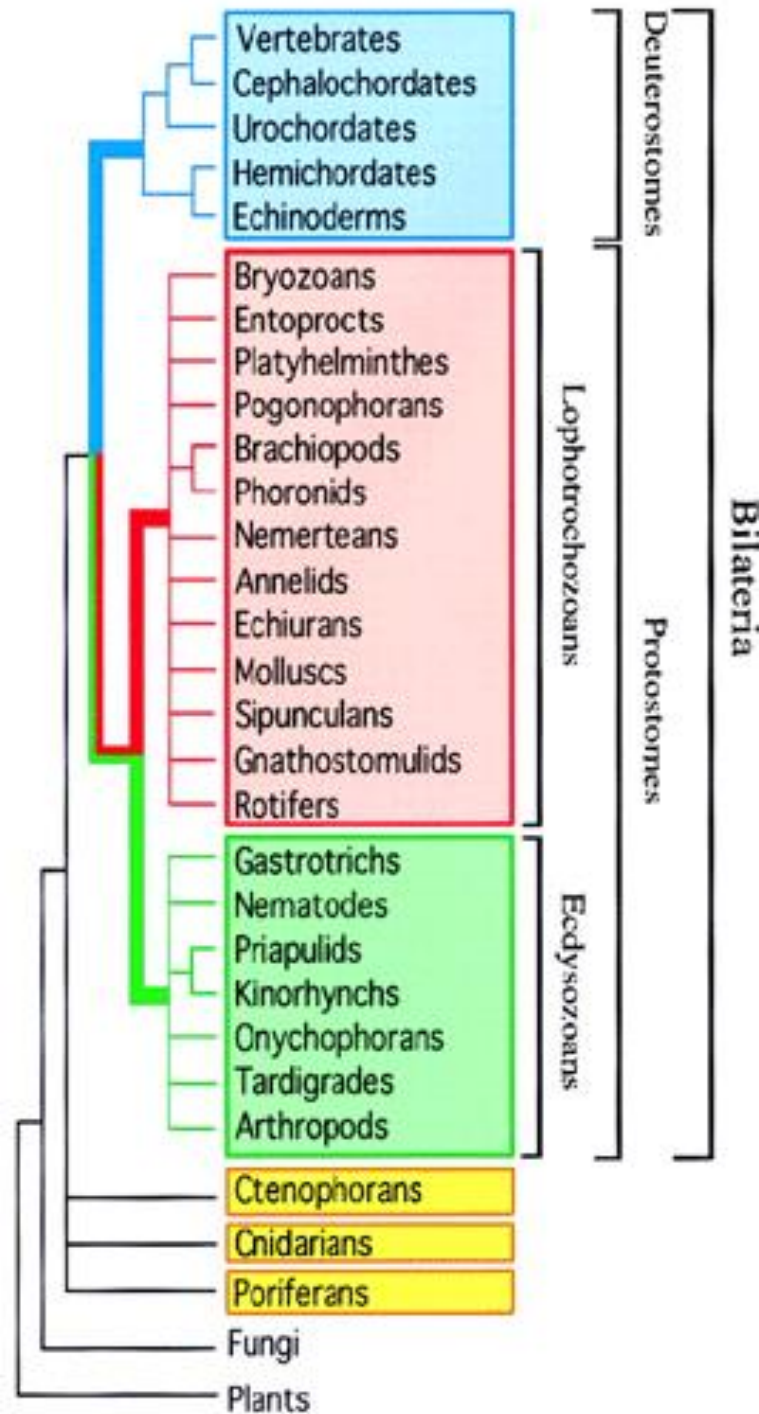 Vertebrates
Cephalochordates
Urochordates
Hemichordates
Echinoderms
Deuterostomes
Bryozoans
Entoprocts
Platyhelminthes
Pogonophorans
Brachiopods
Phoronids
Nemerteans
Annelids
Echiurans
Molluscs
Sipunculans
Gnathostomulids
Rotifers
Lophotrochozoans
Gastrotrichs
Nematodes
Priapulids
Kinorhynchs
Onychophorans
Tardigrades
Arthropods
Ecdysozoans
Protostomes
Bilateria
Ctenophorans
Cnidarians
Poriferans
Fungi
Plants